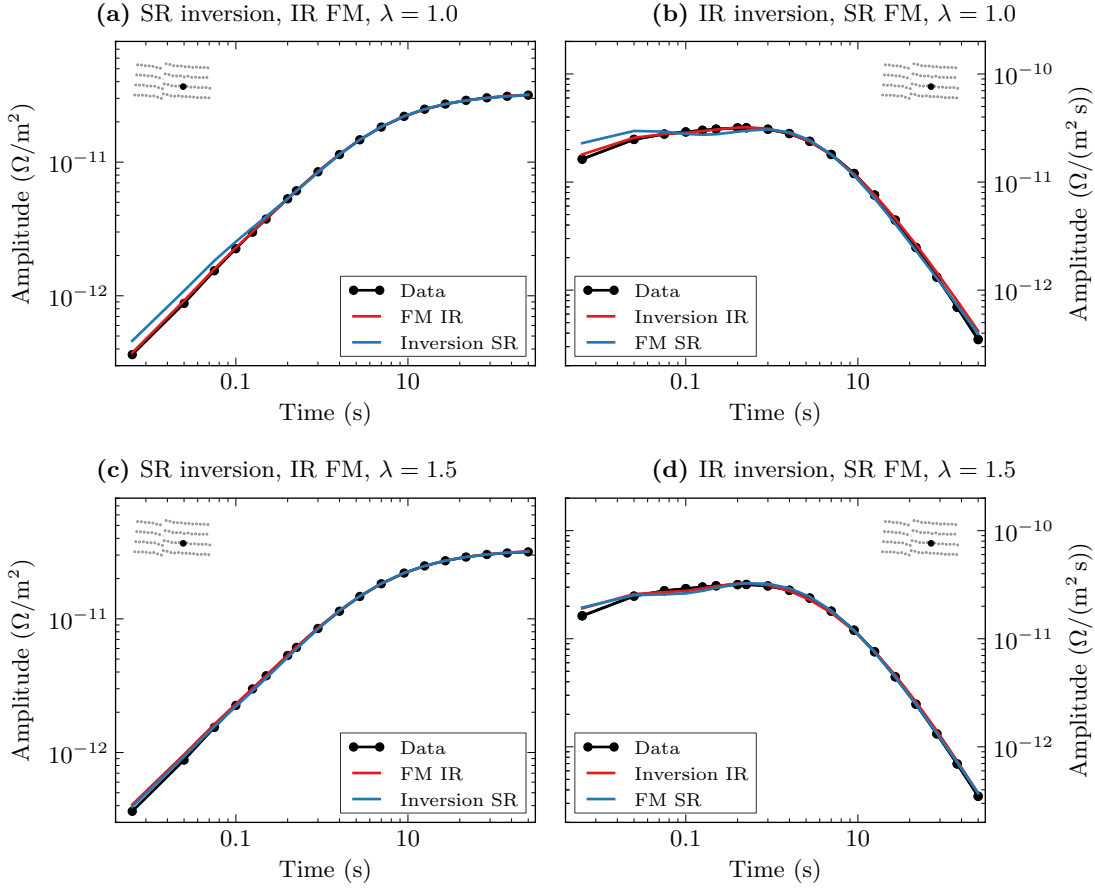 (a) SR inversion, IR FM, λ = 1.0
(b) IR inversion, SR FM, λ = 1.0
Amplitude (Ω/m²)
10⁻¹¹
10⁻¹²
Data
FM IR
Inversion SR
0.1
10
Time (s)
Data
Inversion IR
FM SR
0.1
10
Time (s)
10⁻¹⁰
10⁻¹¹
10⁻¹²
Amplitude (Ω/(m² s))
(c) SR inversion, IR FM, λ = 1.5
(d) IR inversion, SR FM, λ = 1.5
Amplitude (Ω/m²)
10⁻¹¹
10⁻¹²
Data
FM IR
Inversion SR
0.1
10
Time (s)
Data
Inversion IR
FM SR
0.1
10
Time (s)
10⁻¹⁰
10⁻¹¹
10⁻¹²
Amplitude (Ω/(m² s))